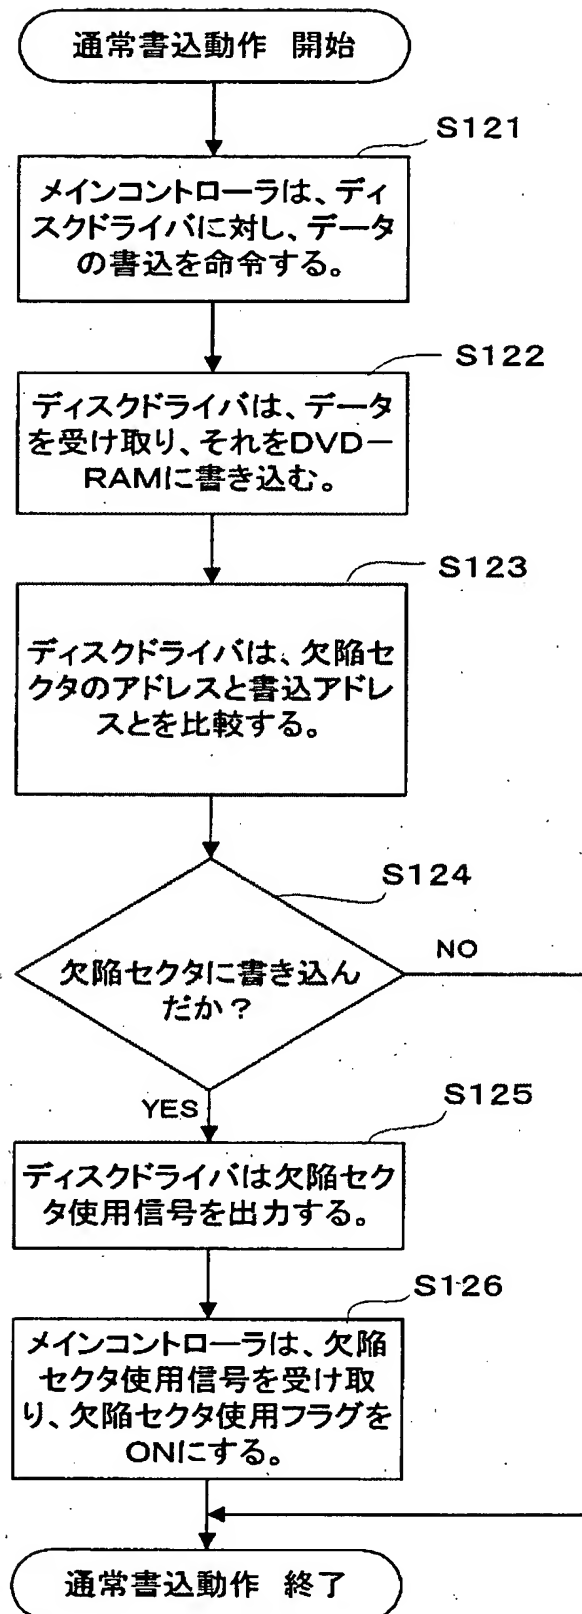 通常書込動作 開始
S121
メインコントローラは、ディ
スクドライバに対し、データ
の書込を命令する。
S122
ディスクドライバは、データ
を受け取り、それをDVD－
RAMに書き込む。
S123
ディスクドライバは、欠陥セ
クタのアドレスと書込アドレ
スとを比較する。
S124
欠陥セクタに書き込ん
だか？
NO
YES
S125
ディスクドライバは欠陥セク
タ使用信号を出力する。
S126
メインコントローラは、欠陥
セクタ使用信号を受け取
り、欠陥セクタ使用フラグを
ONにする。
通常書込動作 終了